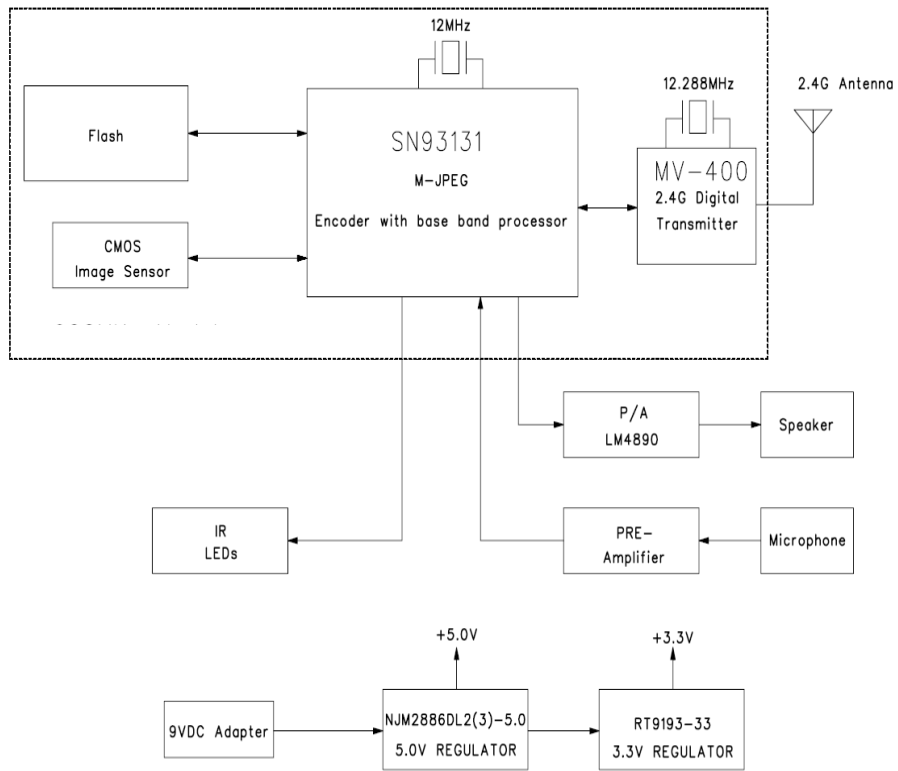 12MHz
12.288MHz
2.4G Antenna
Flash
SN93131
M-JPEG
Encoder with base band processor
MV-400
2.4G Digital
Transmitter
CMOS
Image Sensor
P/A
LM4890
Speaker
IR
LEDs
PRE-
Amplifier
Microphone
+5.0V
+3.3V
9VDC Adapter
NJM2886DL2(3)-5.0
5.0V REGULATOR
RT9193-33
3.3V REGULATOR